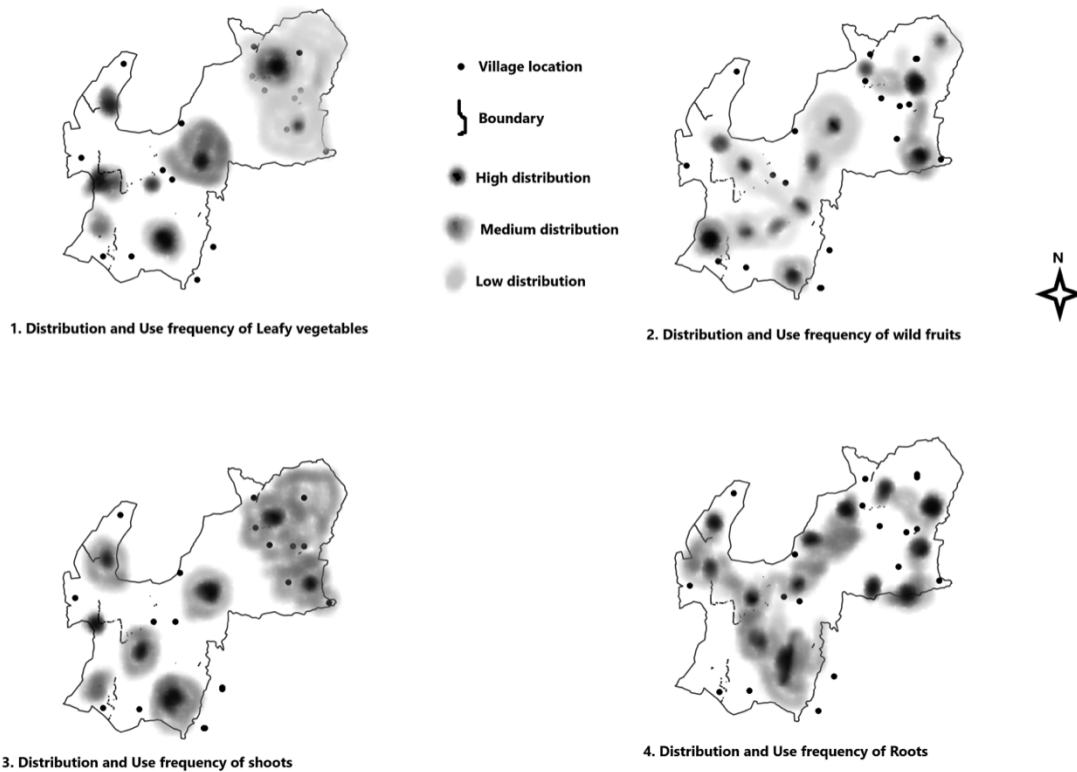 Village location
Boundary
High distribution
Medium distribution
Low distribution
N
1. Distribution and Use frequency of Leafy vegetables
2. Distribution and Use frequency of wild fruits
3. Distribution and Use frequency of shoots
4. Distribution and Use frequency of Roots